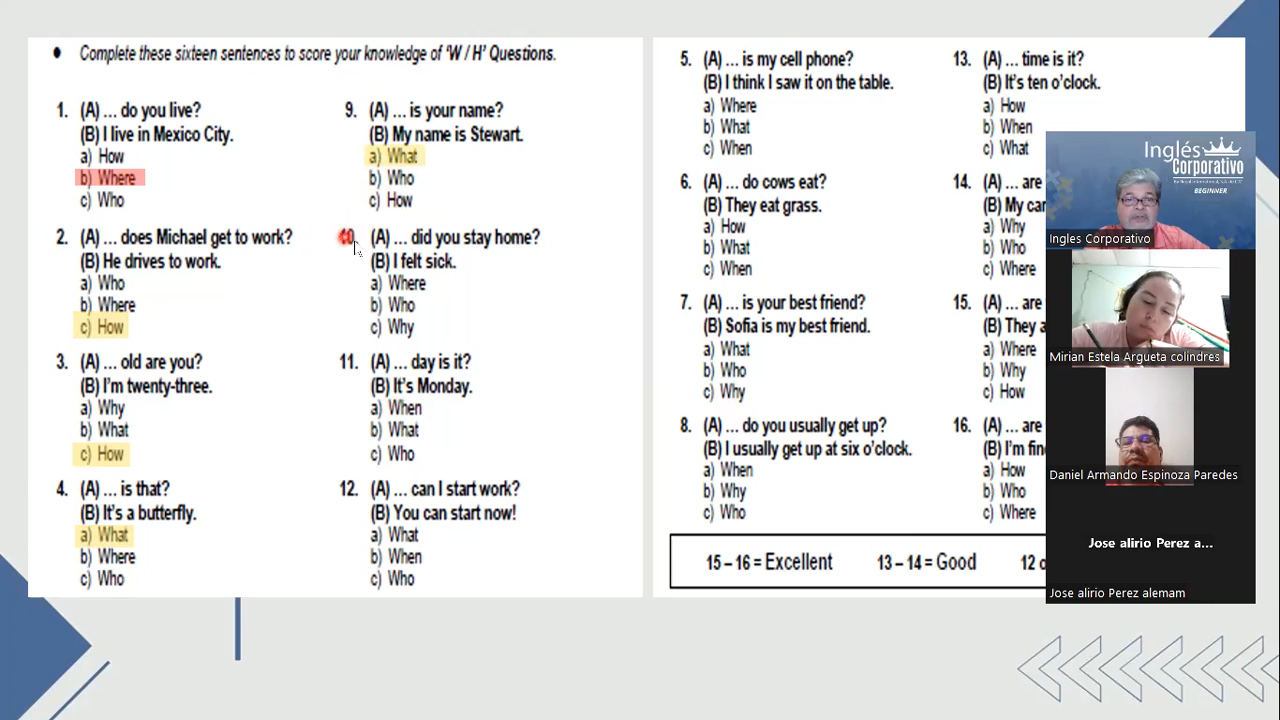 • Complete these sixteen sentences to score your knowledge of 'W / H' Questions.
1. (A) ... do you live?
(B) I live in Mexico City.
a) How
b) Where
c) Who
2. (A) ... does Michael get to work?
(B) He drives to work.
a) Who
b) Where
c) How
3. (A) ... old are you?
(B) I'm twenty-three.
a) Why
b) What
c) How
4. (A) ... is that?
(B) It's a butterfly.
a) What
b) Where
c) Who
9. (A) ... is your name?
(B) My name is Stewart.
a) What
b) Who
c) How
10. (A) ... did you stay home?
(B) I felt sick.
a) Where
b) Who
c) Why
11. (A) ... day is it?
(B) It's Monday.
a) When
b) What
c) Who
12. (A) ... can I start work?
(B) You can start now!
a) What
b) When
c) Who
5. (A) ... is my cell phone?
(B) I think I saw it on the table.
a) Where
b) What
c) When
6. (A) ... do cows eat?
(B) They eat grass.
a) How
b) What
c) When
7. (A) ... is your best friend?
(B) Sofia is my best friend.
a) What
b) Who
c) Why
8. (A) ... do you usually get up?
(B) I usually get up at six o'clock.
a) When
b) Why
c) Who
13. (A) ... time is it?
(B) It's ten o'clock.
a) How
b) When
c) What
14. (A) ... are
(B) My car
a) Why
b) Who
c) Where
15. (A) ... are
(B) They a
a) Where
b) Why
c) How
16. (A) ... are
(B) I'm fin
a) How
b) Who
c) Where
15 – 16 = Excellent 13 – 14 = Good 12 o
Inglés
Corporativo
BEGINNER
Ingles Corporativo
Mirian Estela Argueta colindres
Daniel Armando Espinoza Paredes
Jose alirio Perez a...
Jose alirio Perez alemam